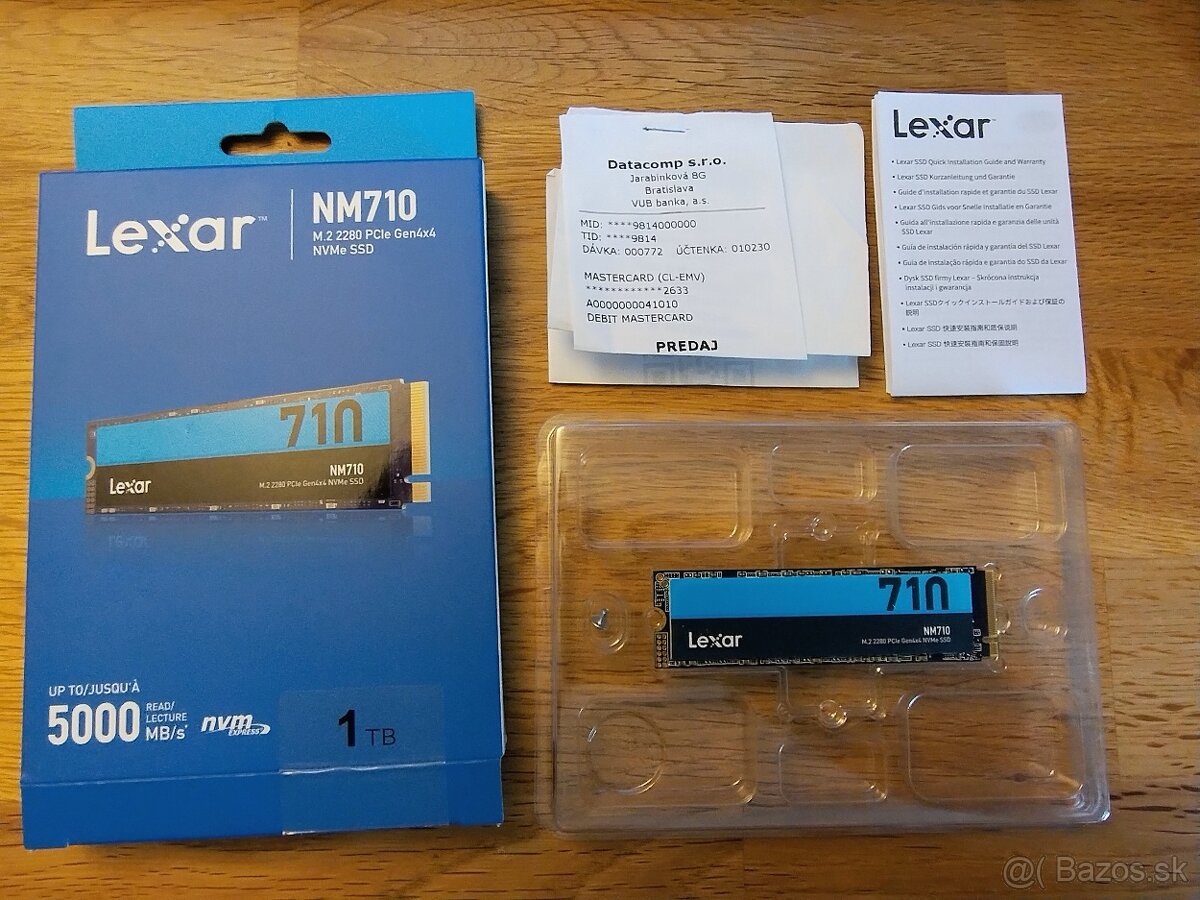 Lexar™
NM710
M.2 2280 PCIe Gen4x4
NVMe SSD
710
NM710
M.2 2280 PCIe Gen4x4 NVMe SSD
Lexar
UP TO/JUSQU'À
5000
READ/
LECTURE
MB/s*
nvm
EXPRESS
1 TB
Datacomp s.r.o.
Jarabinková 8G
Bratislava
VUB banka, a.s.
MID: ****9814000000
TID: ****9814
DÁVKA: 000772 ÚČTENKA: 010230
MASTERCARD (CL-EMV)
************2633
A0000000041010
DEBIT MASTERCARD
PREDAJ
Lexar™
• Lexar SSD Quick Installation Guide and Warranty
• Lexar SSD Kurzanleitung und Garantie
• Guide d'installation rapide et garantie du SSD Lexar
• Lexar SSD Gids voor Snelle Installatie en Garantie
• Guida all'installazione rapida e garanzia delle unità
SSD Lexar
• Guía de instalación rápida y garantía del SSD Lexar
• Guia de instalação rápida e garantia do SSD da Lexar
• Dysk SSD firmy Lexar – Skrócona instrukcja
instalacji i gwarancja
• Lexar SSDクイックインストールガイドおよび保証の
説明
• Lexar SSD 快速安装指南和质保说明
• Lexar SSD 快速安裝指南和保固說明
710
NM710
M.2 2280 PCIe Gen4x4 NVMe SSD
Lexar
@( Bazos.sk